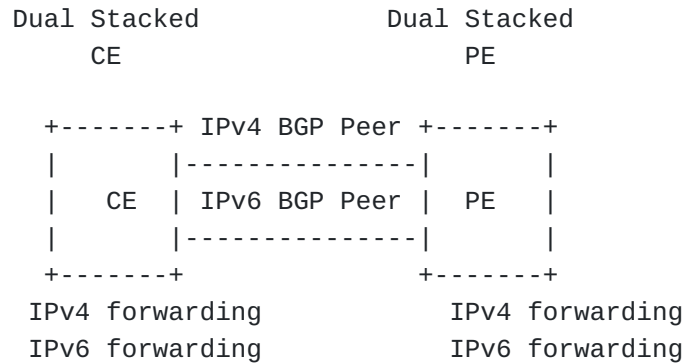 Dual Stacked Dual Stacked
CE PE
+-------+ IPv4 BGP Peer +-------+
| |---------------| |
| CE | IPv6 BGP Peer | PE |
| |---------------| |
+-------+ +-------+
IPv4 forwarding IPv4 forwarding
IPv6 forwarding IPv6 forwarding